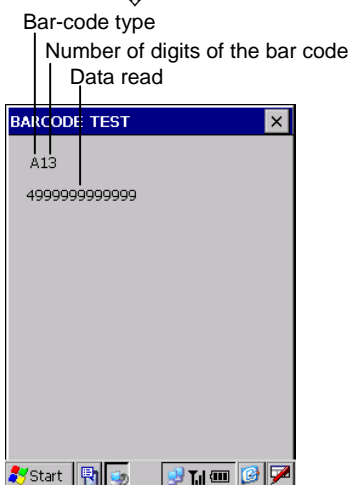 Bar-code type
Number of digits of the bar code
Data read
BARCODE TEST
A13
4999999999999
Start